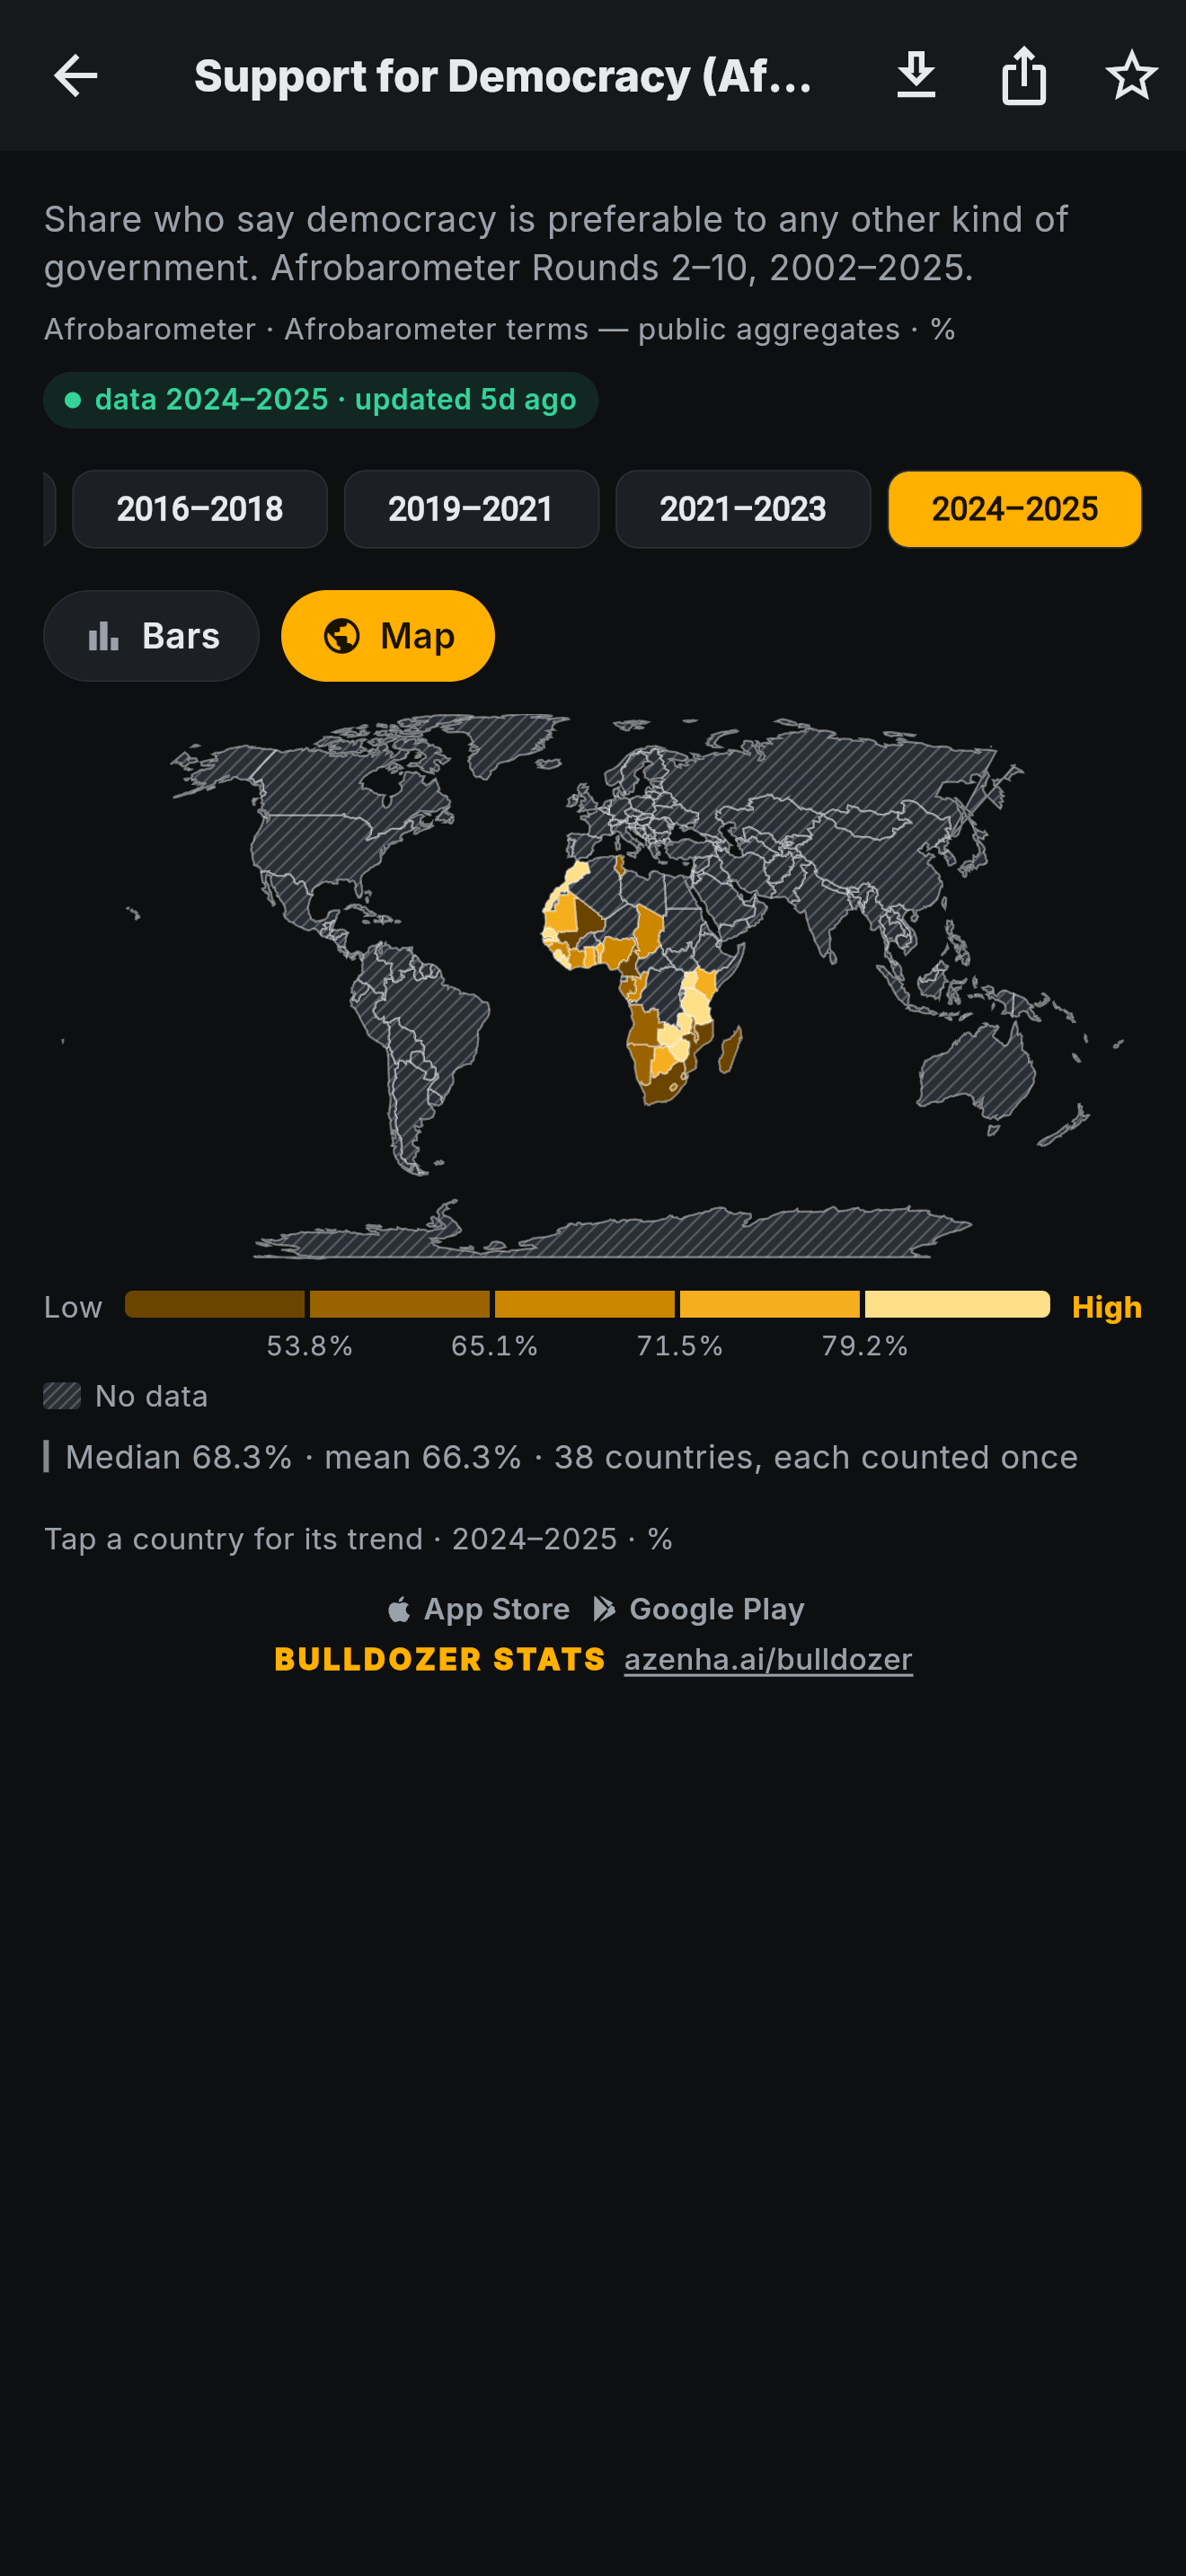 Support for Democracy (Af...
Share who say democracy is preferable to any other kind of
government. Afrobarometer Rounds 2–10, 2002–2025.
Afrobarometer · Afrobarometer terms — public aggregates · %
data 2024–2025 · updated 5d ago
2016–2018 2019–2021 2021–2023 2024–2025
Bars Map
Low High
53.8% 65.1% 71.5% 79.2%
No data
Median 68.3% · mean 66.3% · 38 countries, each counted once
Tap a country for its trend · 2024–2025 · %
App Store Google Play
BULLDOZER STATS azenha.ai/bulldozer